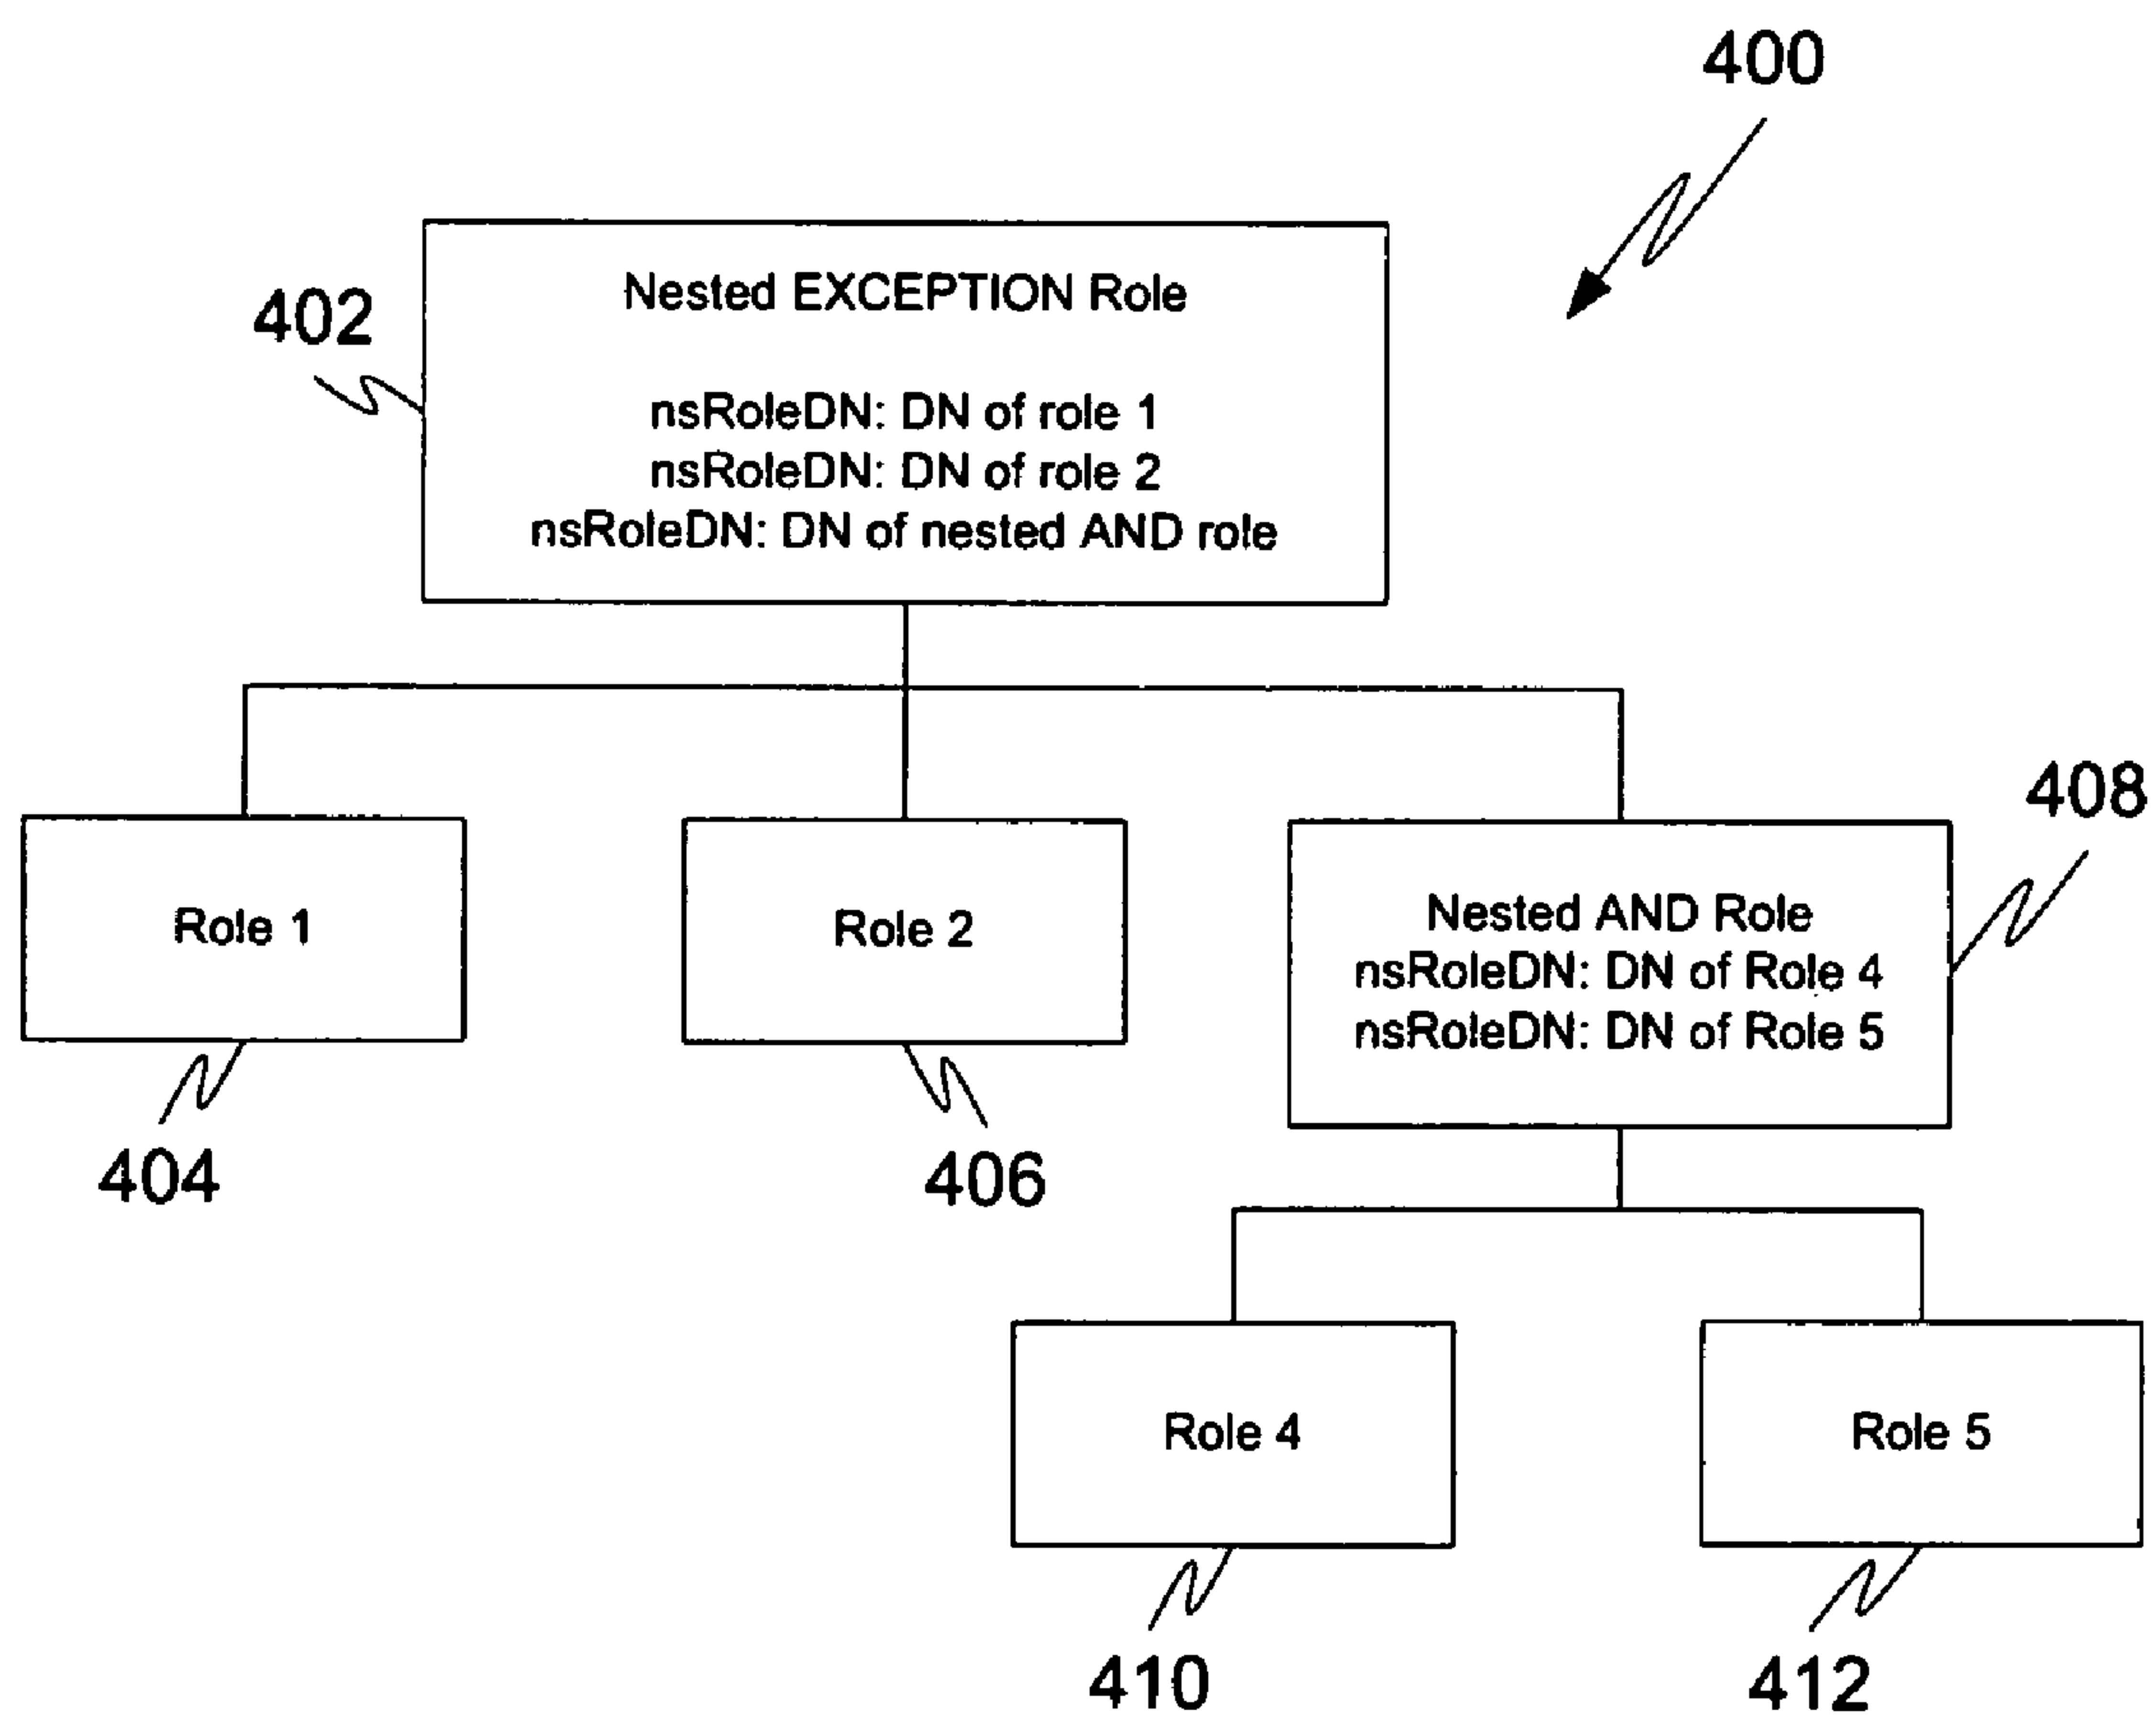 400
402
Nested EXCEPTION Role
nsRoleDN: DN of role 1
nsRoleDN: DN of role 2
nsRoleDN: DN of nested AND role
408
Role 1
Role 2
Nested AND Role
nsRoleDN: DN of Role 4
nsRoleDN: DN of Role 5
404
406
Role 4
Role 5
410
412